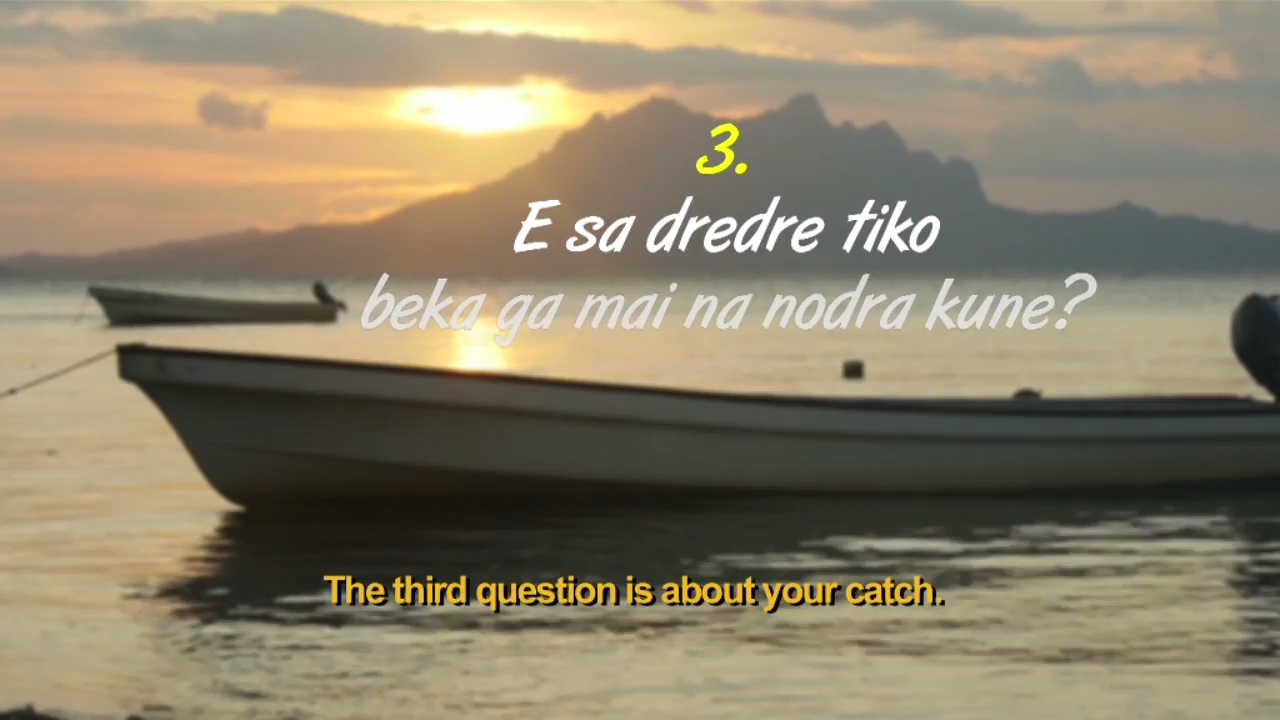 3.
E sa dredre tiko
beka ga mai na nodra kune?
The third question is about your catch.